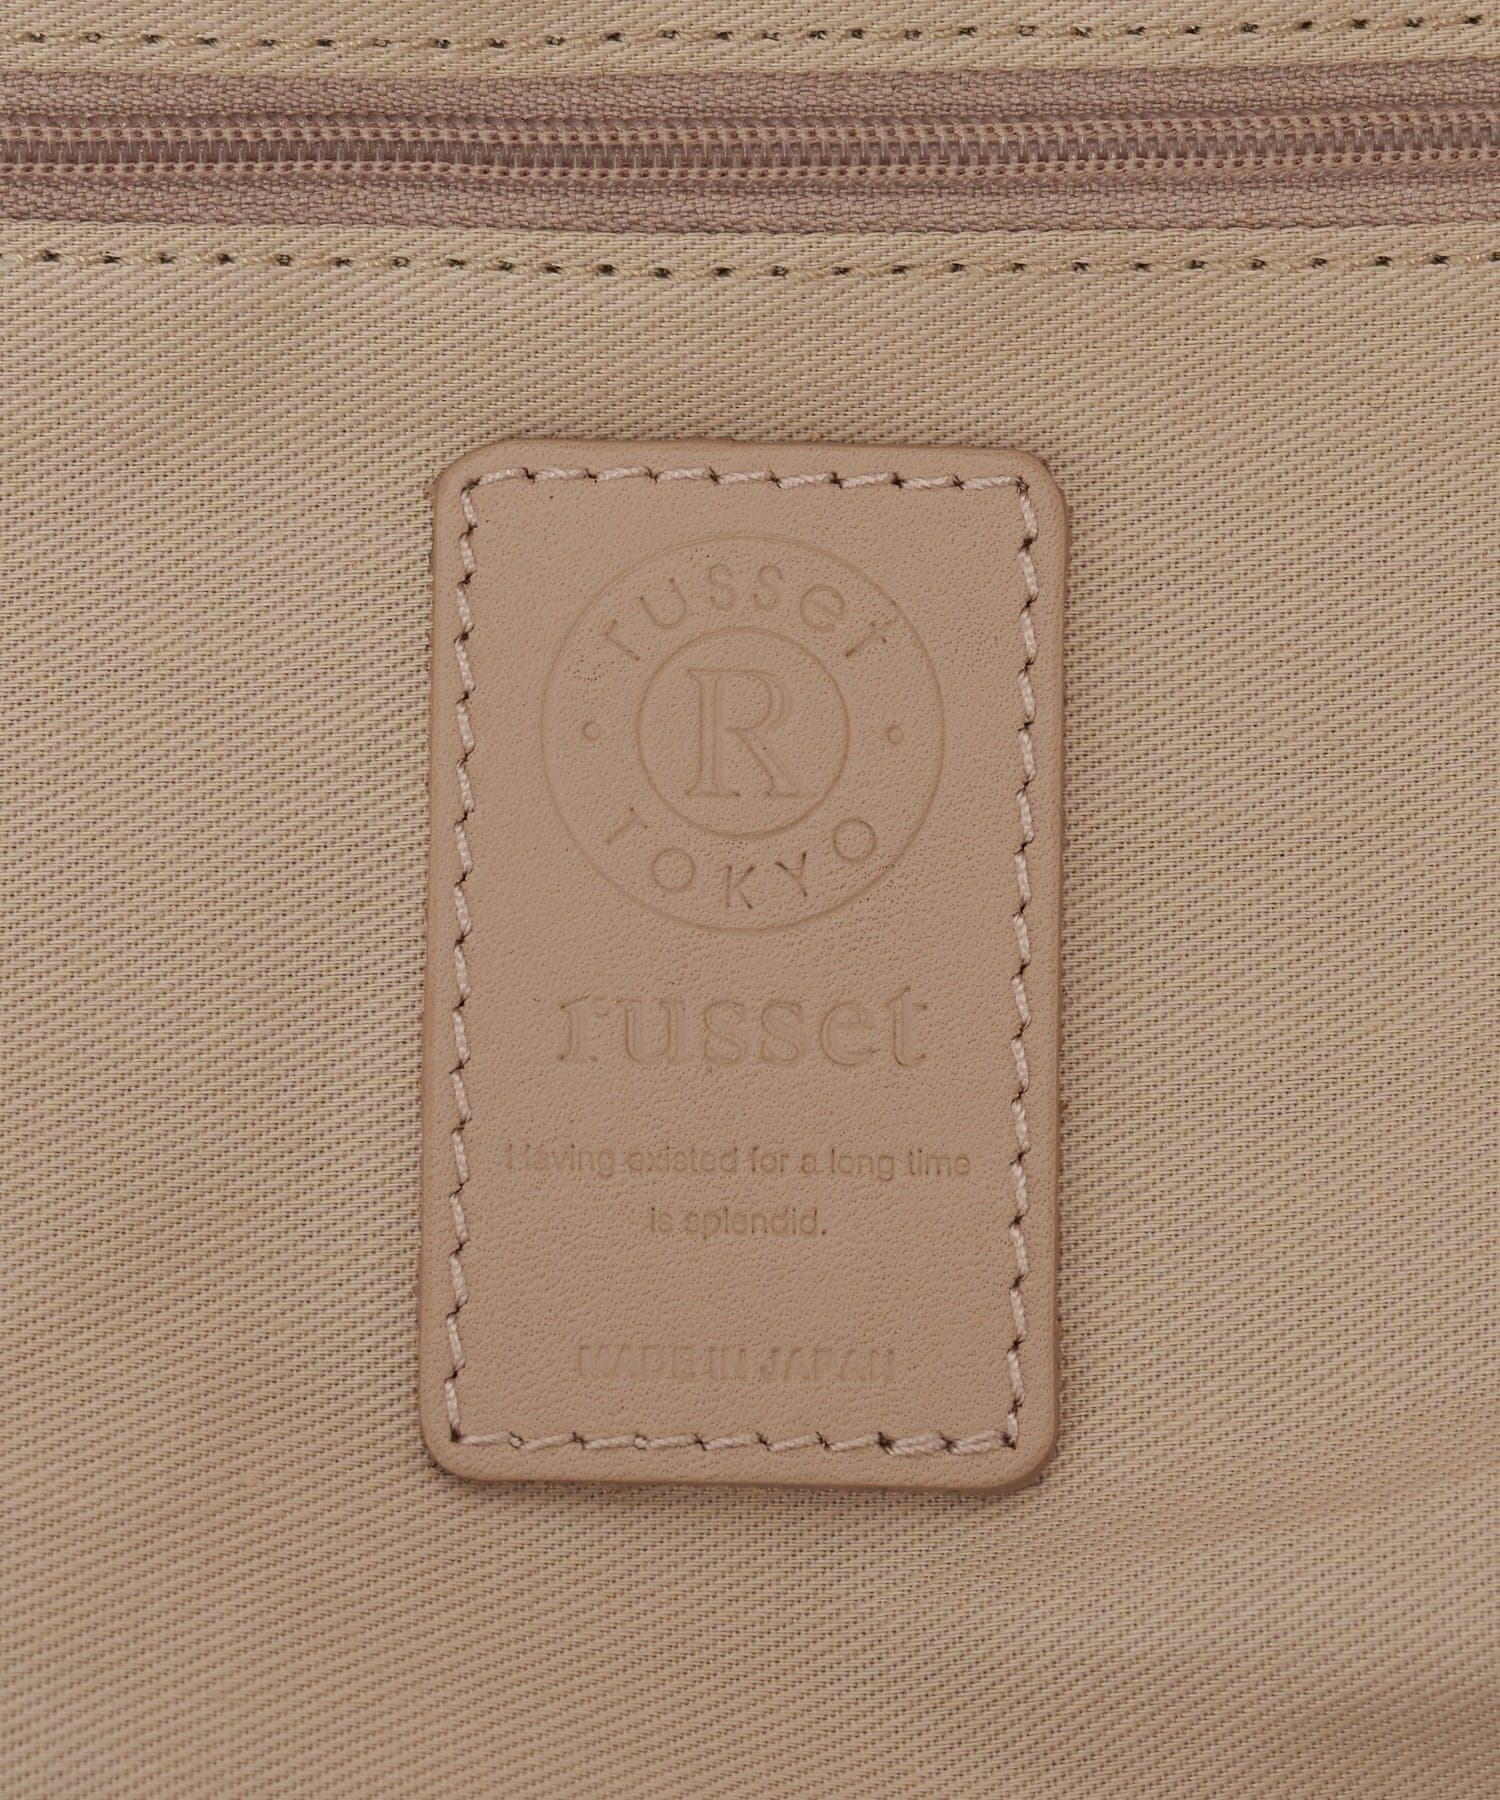 russet
R
TOKYO
russet
Having existed for a long time
is splendid.
MADE IN JAPAN